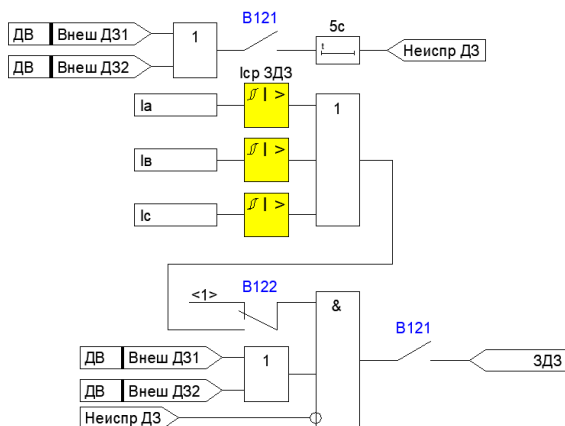 В121
5с
ДВ Внеш ДЗ1
1
t
Неиспр ДЗ
ДВ Внеш ДЗ2
Iср ЗДЗ
Iа
I >
1
Iв
I >
Iс
I >
<1>
В122
&
В121
ДВ Внеш ДЗ1
1
ЗДЗ
ДВ Внеш ДЗ2
Неиспр ДЗ